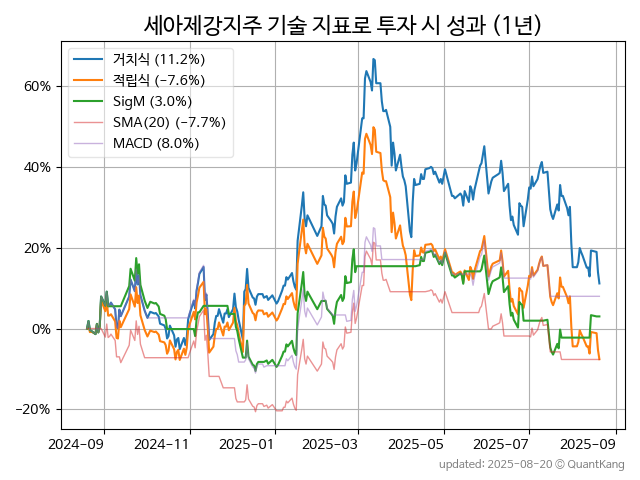 세아제강지주 기술 지표로 투자 시 성과 (1년)
거치식 (11.2%)
적립식 (−7.6%)
SigM (3.0%)
SMA(20) (−7.7%)
MACD (8.0%)
60%
40%
20%
0%
−20%
2024-09 2024-11 2025-01 2025-03 2025-05 2025-07 2025-09
updated: 2025-08-20 © QuantKang